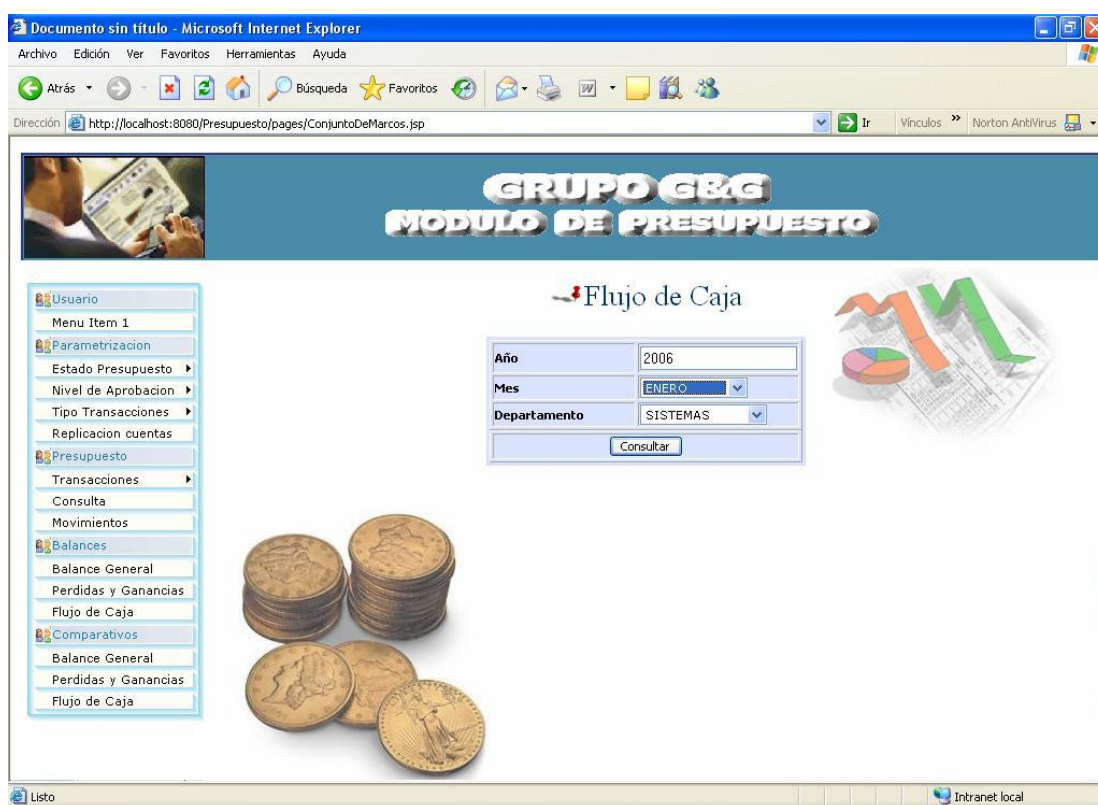 Documento sin título - Microsoft Internet Explorer
Archivo Edición Ver Favoritos Herramientas Ayuda
Atrás Búsqueda Favoritos
Dirección http://localhost:8080/Presupuesto/pages/ConjuntoDeMarcos.jsp Ir Vínculos » Norton AntiVirus
GRUPO G&G
MODULO DE PRESUPUESTO
Usuario
Menu Item 1
Parametrizacion
Estado Presupuesto
Nivel de Aprobacion
Tipo Transacciones
Replicacion cuentas
Presupuesto
Transacciones
Consulta
Movimientos
Balances
Balance General
Perdidas y Ganancias
Flujo de Caja
Comparativos
Balance General
Perdidas y Ganancias
Flujo de Caja
Flujo de Caja
Año 2006
Mes ENERO
Departamento SISTEMAS
Consultar
Listo Intranet local